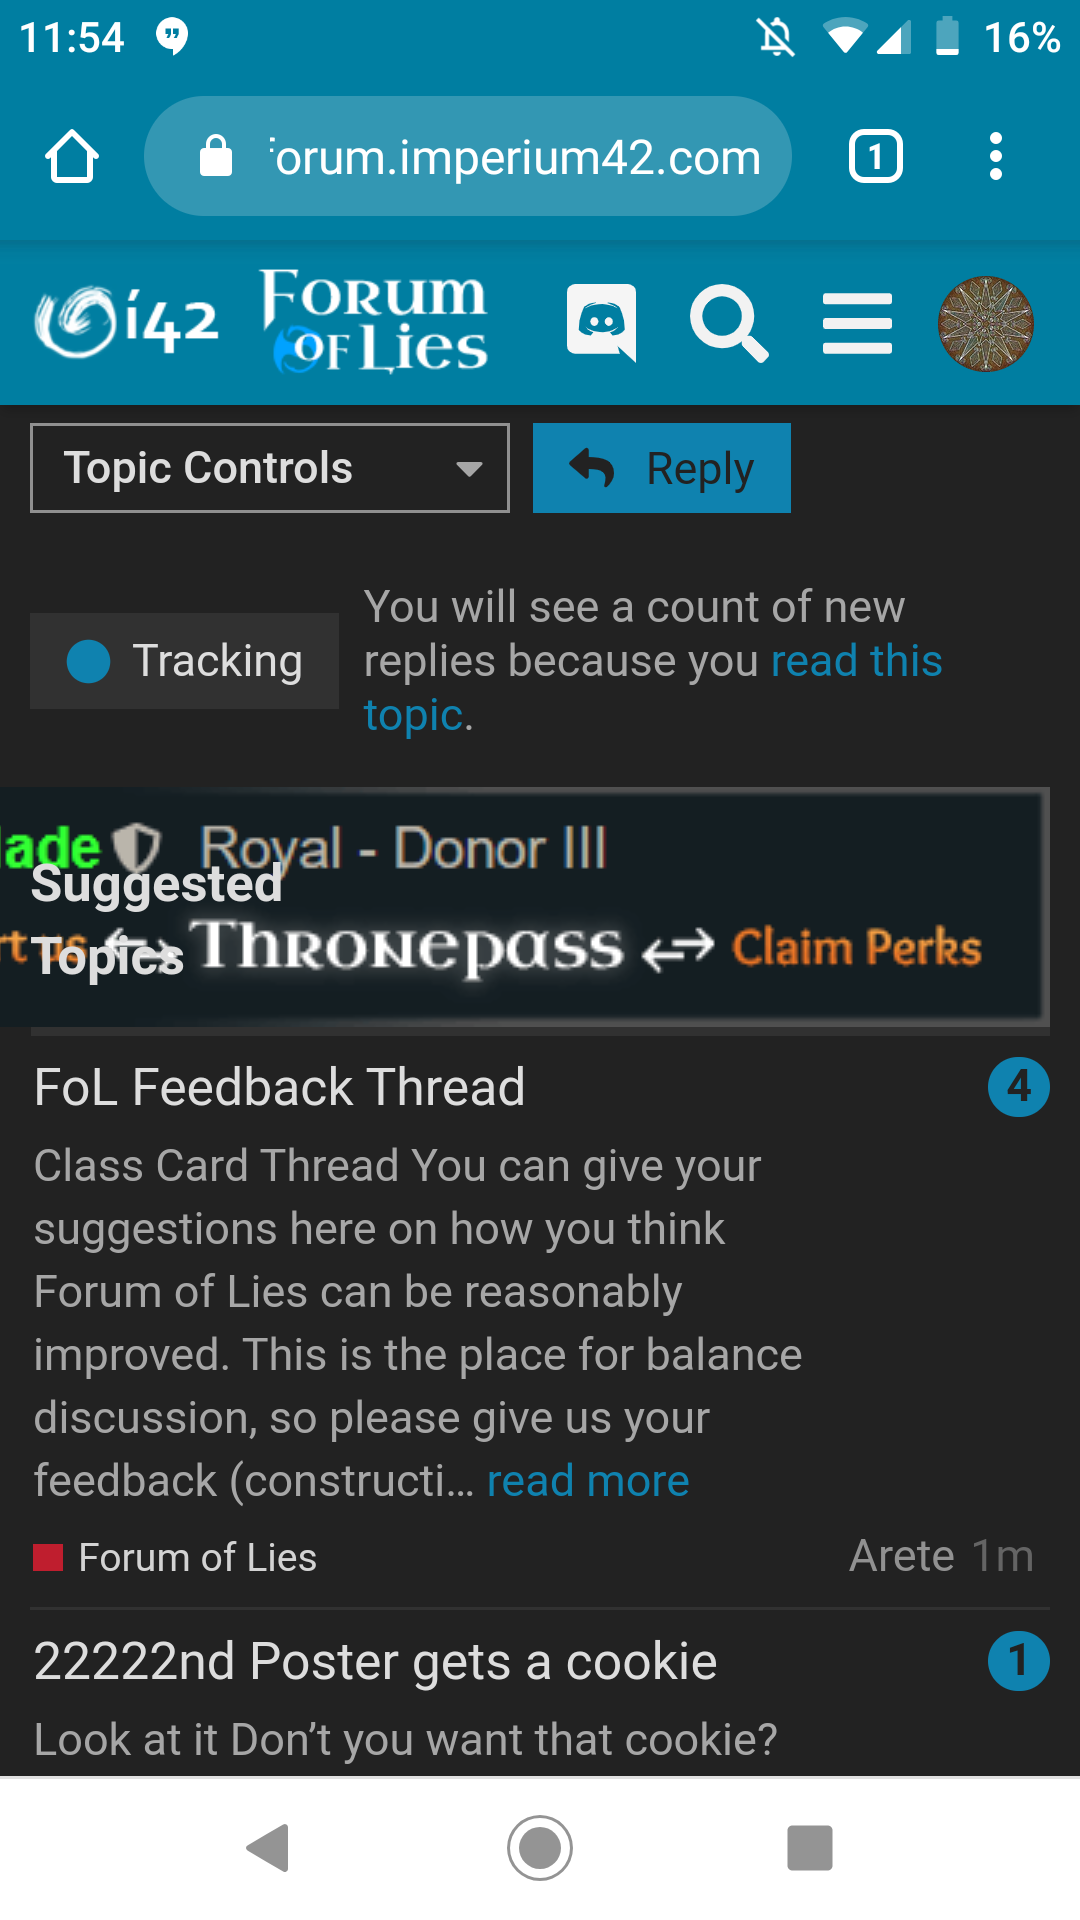 11:54
16%
forum.imperium42.com
1
i42
Forum
of Lies
Topic Controls
Reply
Tracking
You will see a count of new
replies because you read this
topic.
Royal - Donor III
Suggested
Topics
Thronepass
Claim Perks
FoL Feedback Thread
4
Class Card Thread You can give your
suggestions here on how you think
Forum of Lies can be reasonably
improved. This is the place for balance
discussion, so please give us your
feedback (constructi... read more
Forum of Lies
Arete 1m
22222nd Poster gets a cookie
1
Look at it Don’t you want that cookie?